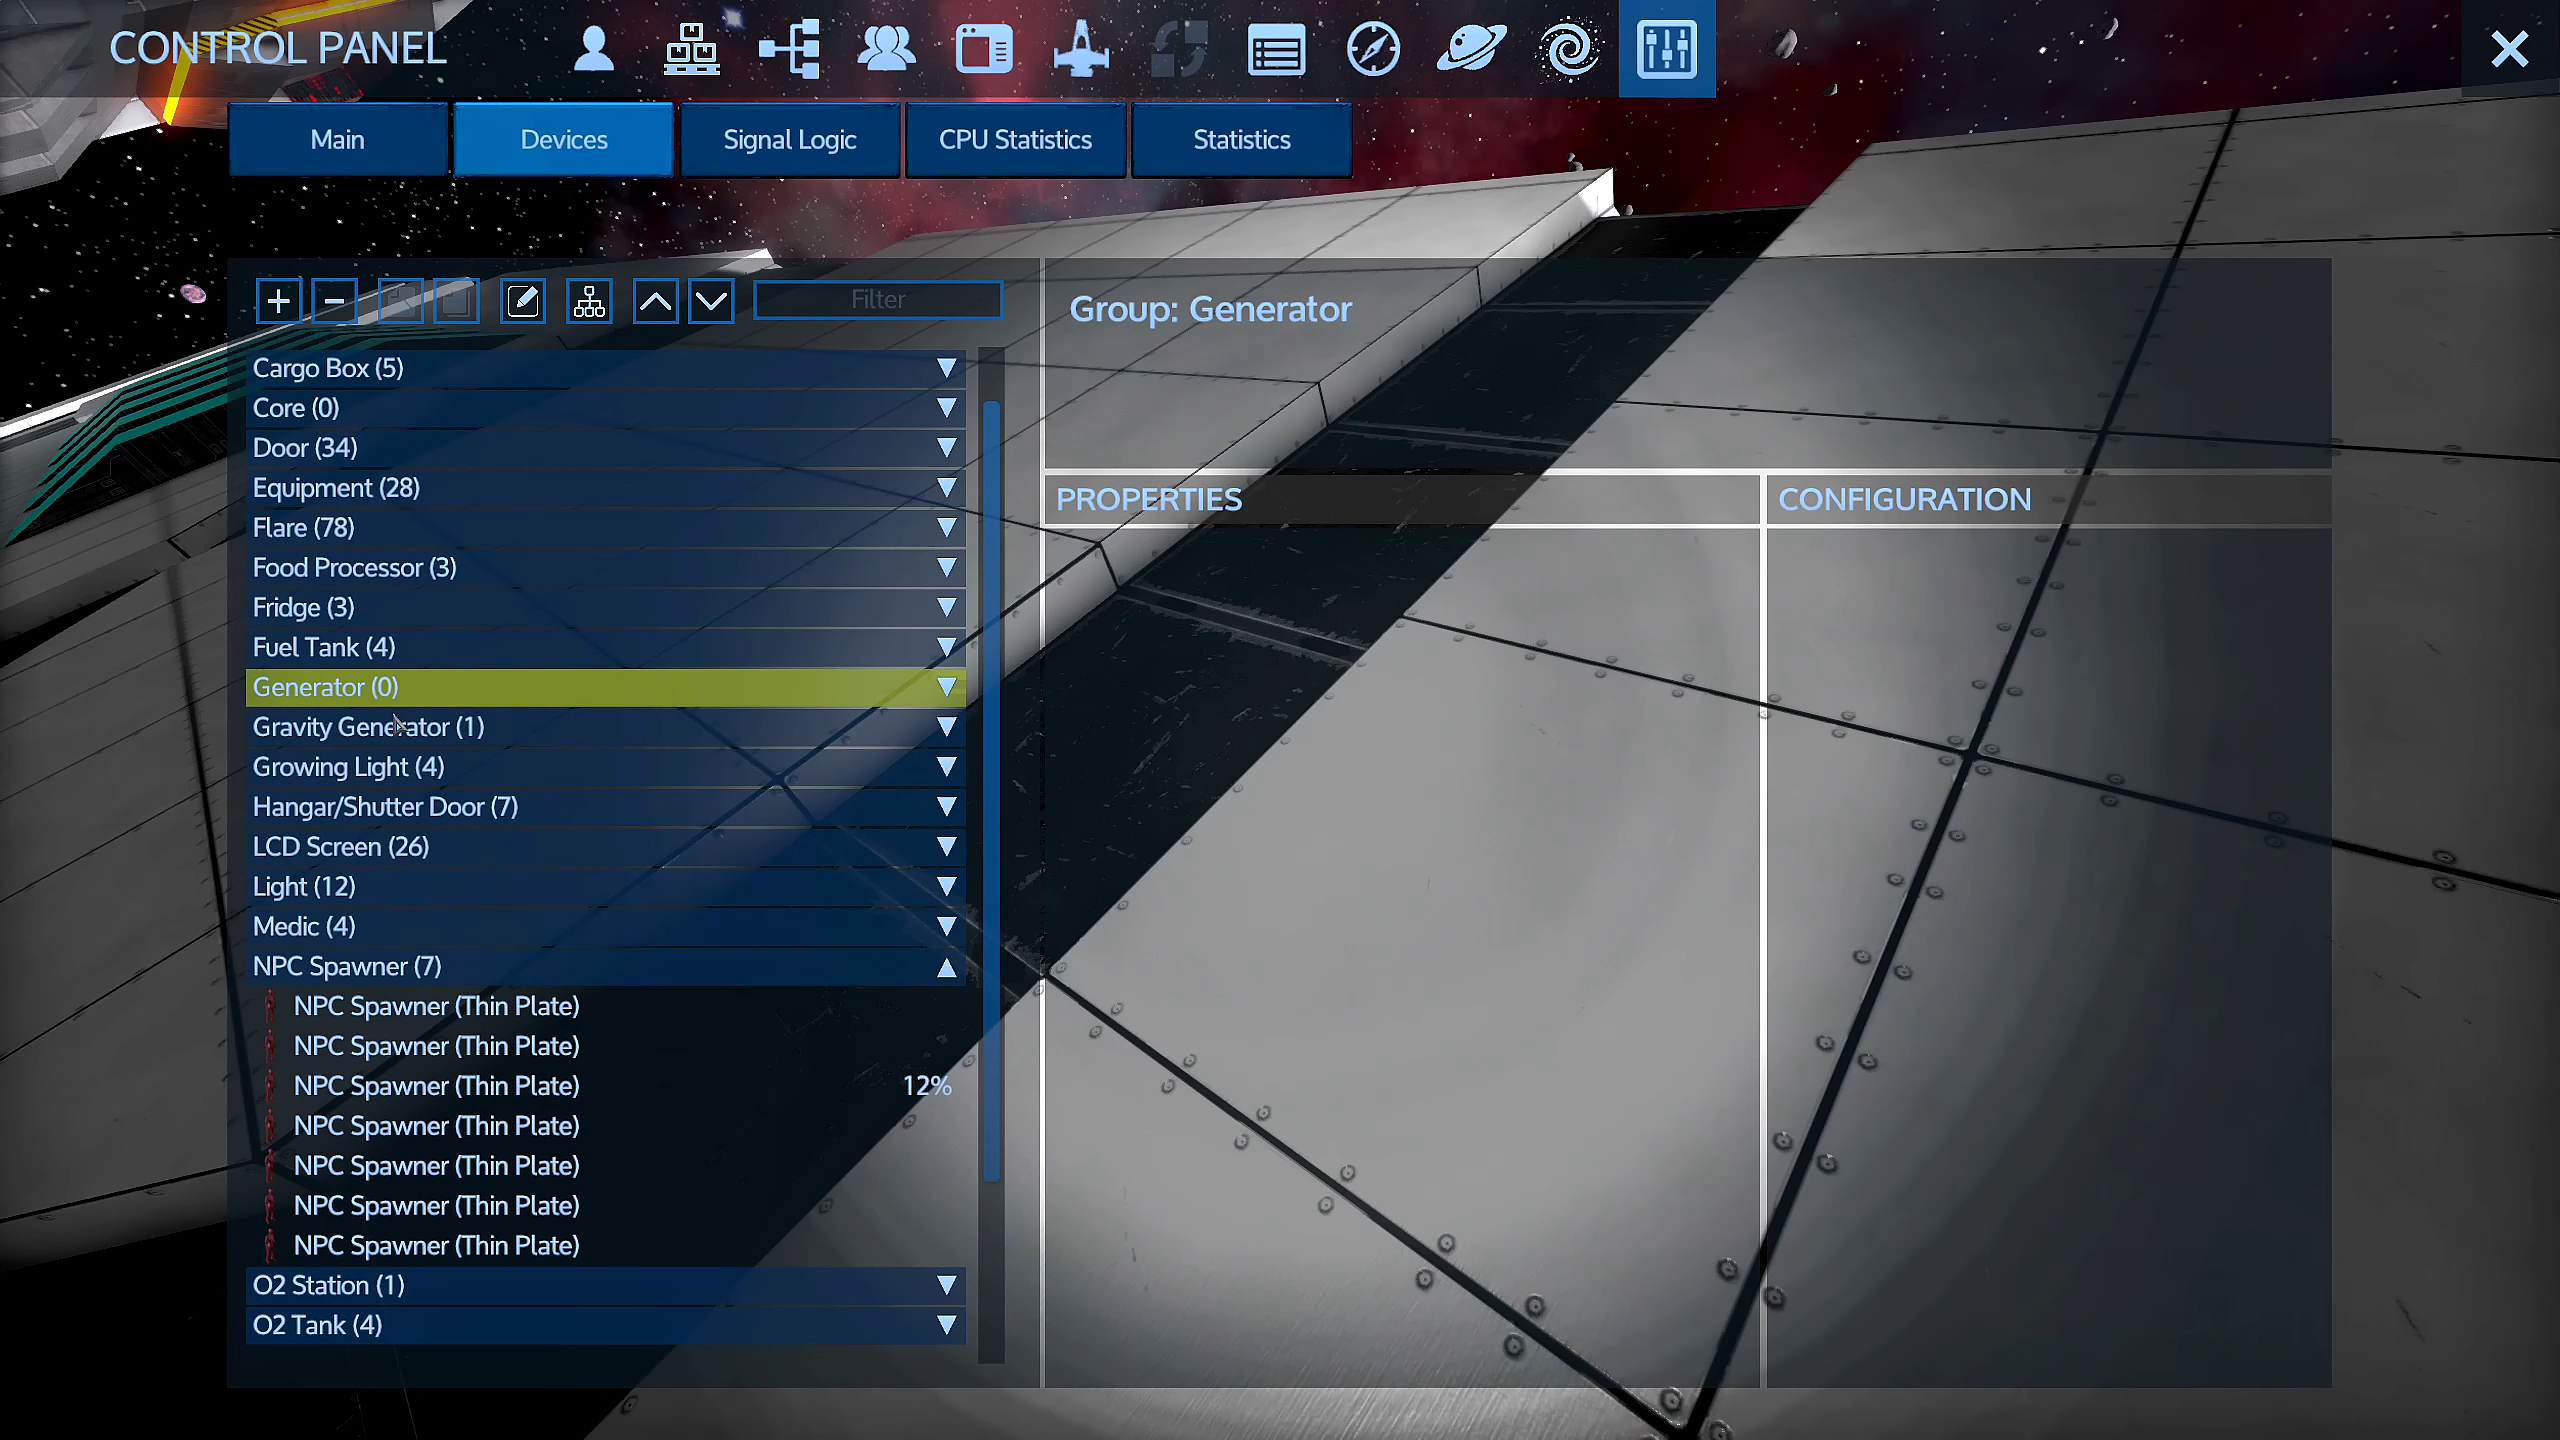 CONTROL PANEL
Main
Devices
Signal Logic
CPU Statistics
Statistics
Filter
Cargo Box (5)
Core (0)
Door (34)
Equipment (28)
Flare (78)
Food Processor (3)
Fridge (3)
Fuel Tank (4)
Generator (0)
Gravity Generator (1)
Growing Light (4)
Hangar/Shutter Door (7)
LCD Screen (26)
Light (12)
Medic (4)
NPC Spawner (7)
NPC Spawner (Thin Plate)
NPC Spawner (Thin Plate)
NPC Spawner (Thin Plate) 12%
NPC Spawner (Thin Plate)
NPC Spawner (Thin Plate)
NPC Spawner (Thin Plate)
NPC Spawner (Thin Plate)
O2 Station (1)
O2 Tank (4)
Group: Generator
PROPERTIES
CONFIGURATION